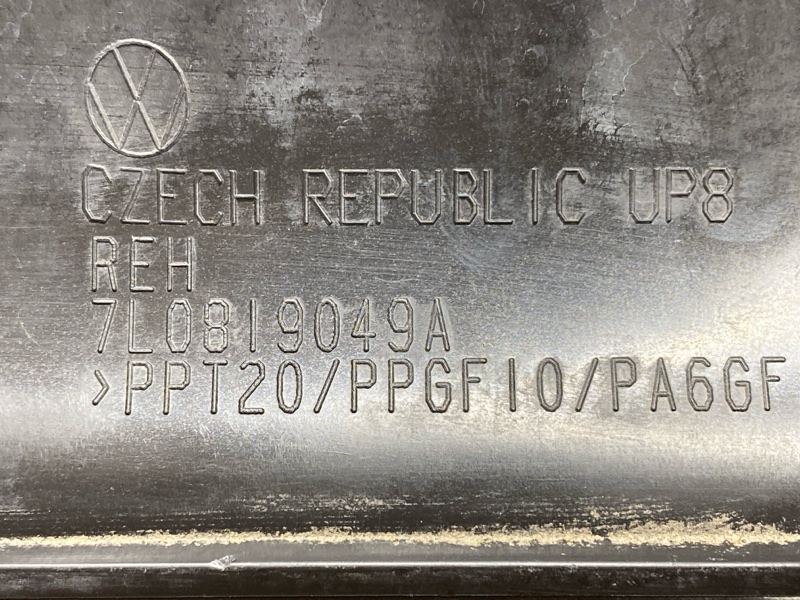 CZECH REPUBLIC UP8
REH
7L0819049A
>PPT20/PPGF10/PA6GF